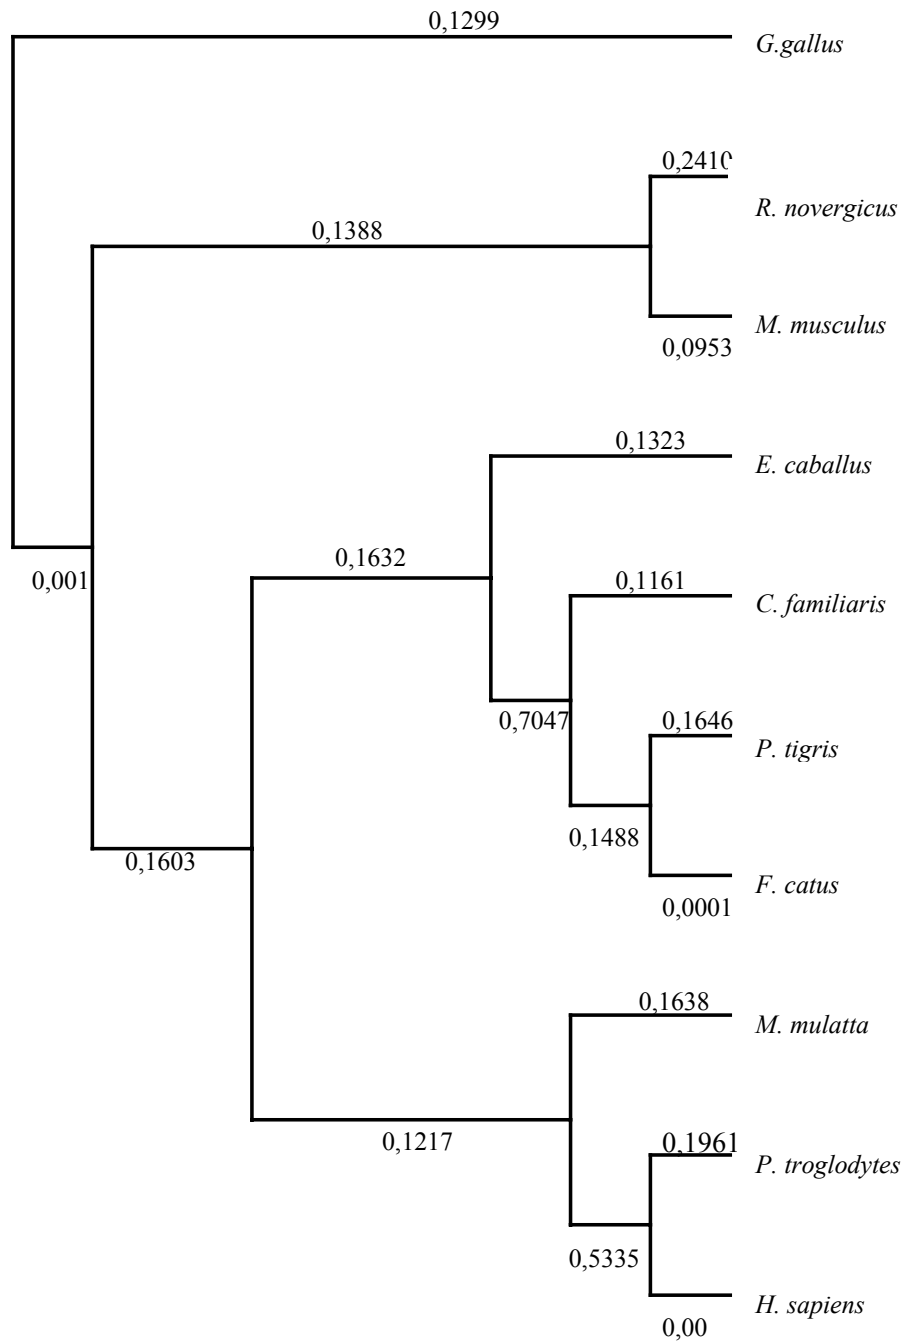 0,1299
G.gallus
0,2410
R. novergicus
0,1388
M. musculus
0,0953
0,1323
E. caballus
0,1632
0,001
0,1161
C. familiaris
0,7047
0,1646
P. tigris
0,1488
0,1603
F. catus
0,0001
0,1638
M. mulatta
0,1217
0,1961
P. troglodytes
0,5335
H. sapiens
0,00